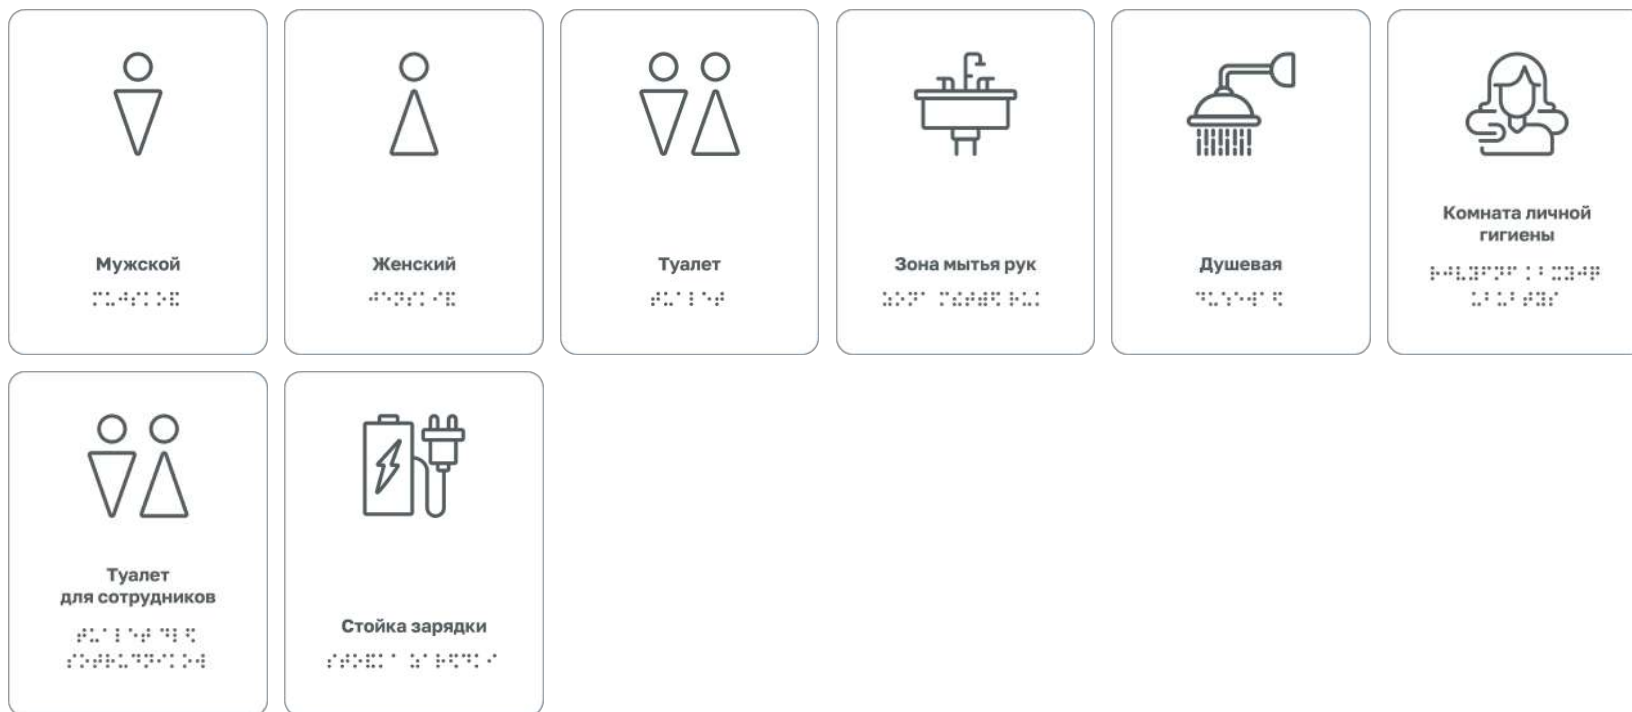 Мужской
Женский
Туалет
Зона мытья рук
Душевая
Комната личной
гигиены
Туалет
для сотрудников
Стойка зарядки